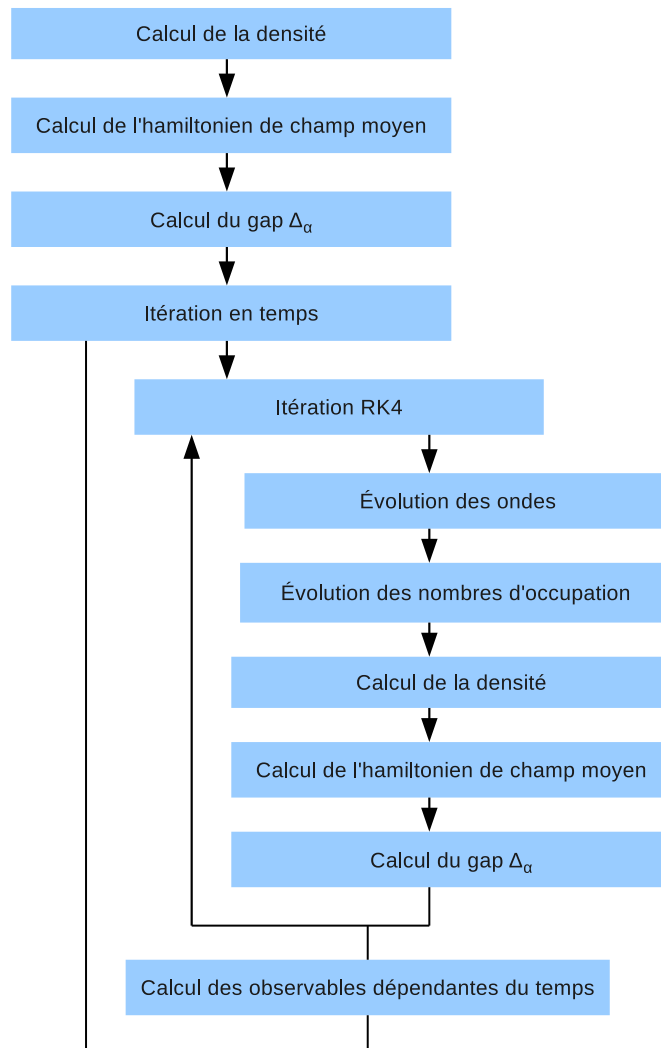 Calcul de la densité
Calcul de l'hamiltonien de champ moyen
Calcul du gap Δα
Itération en temps
Itération RK4
Évolution des ondes
Évolution des nombres d'occupation
Calcul de la densité
Calcul de l'hamiltonien de champ moyen
Calcul du gap Δα
Calcul des observables dépendantes du temps